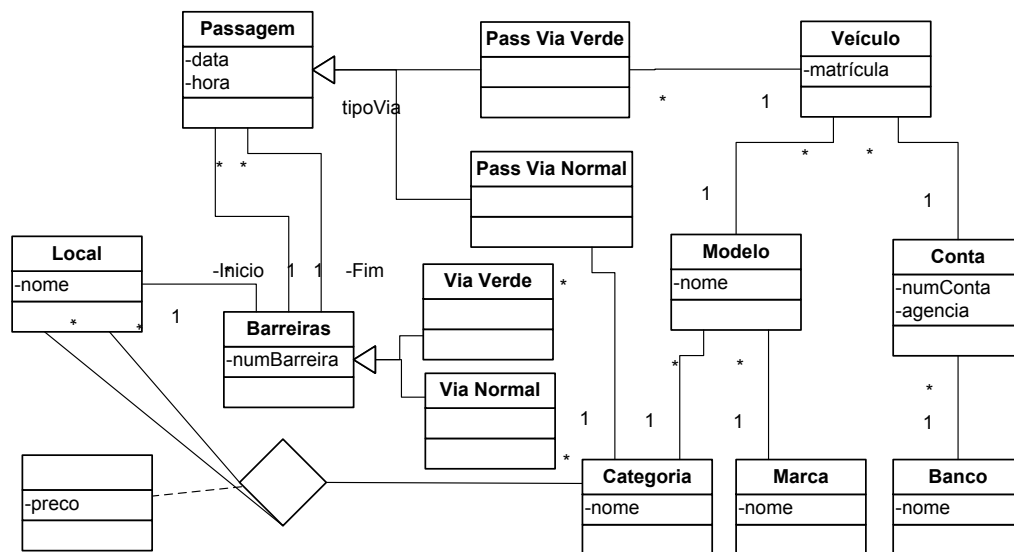 Passagem
-data
-hora
Pass Via Verde
Veículo
-matrícula
tipoVia
*
1
Pass Via Normal
*
*
*
*
1
1
Local
-nome
-Inicio
*
1
1
-Fim
Modelo
-nome
Conta
-numConta
-agencia
Via Verde
*
1
*
*
Barreiras
-numBarreira
Via Normal
*
*
*
1
1
1
1
*
-preco
Categoria
-nome
Marca
-nome
Banco
-nome